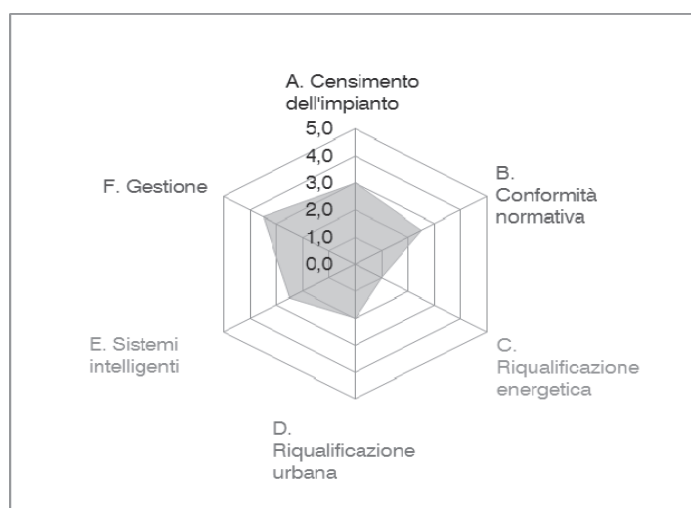 A. Censimento
dell'impianto
5,0
4,0
3,0
2,0
1,0
0,0
B.
Conformità
normativa
C.
Riqualificazione
energetica
D.
Riqualificazione
urbana
E. Sistemi
intelligenti
F. Gestione